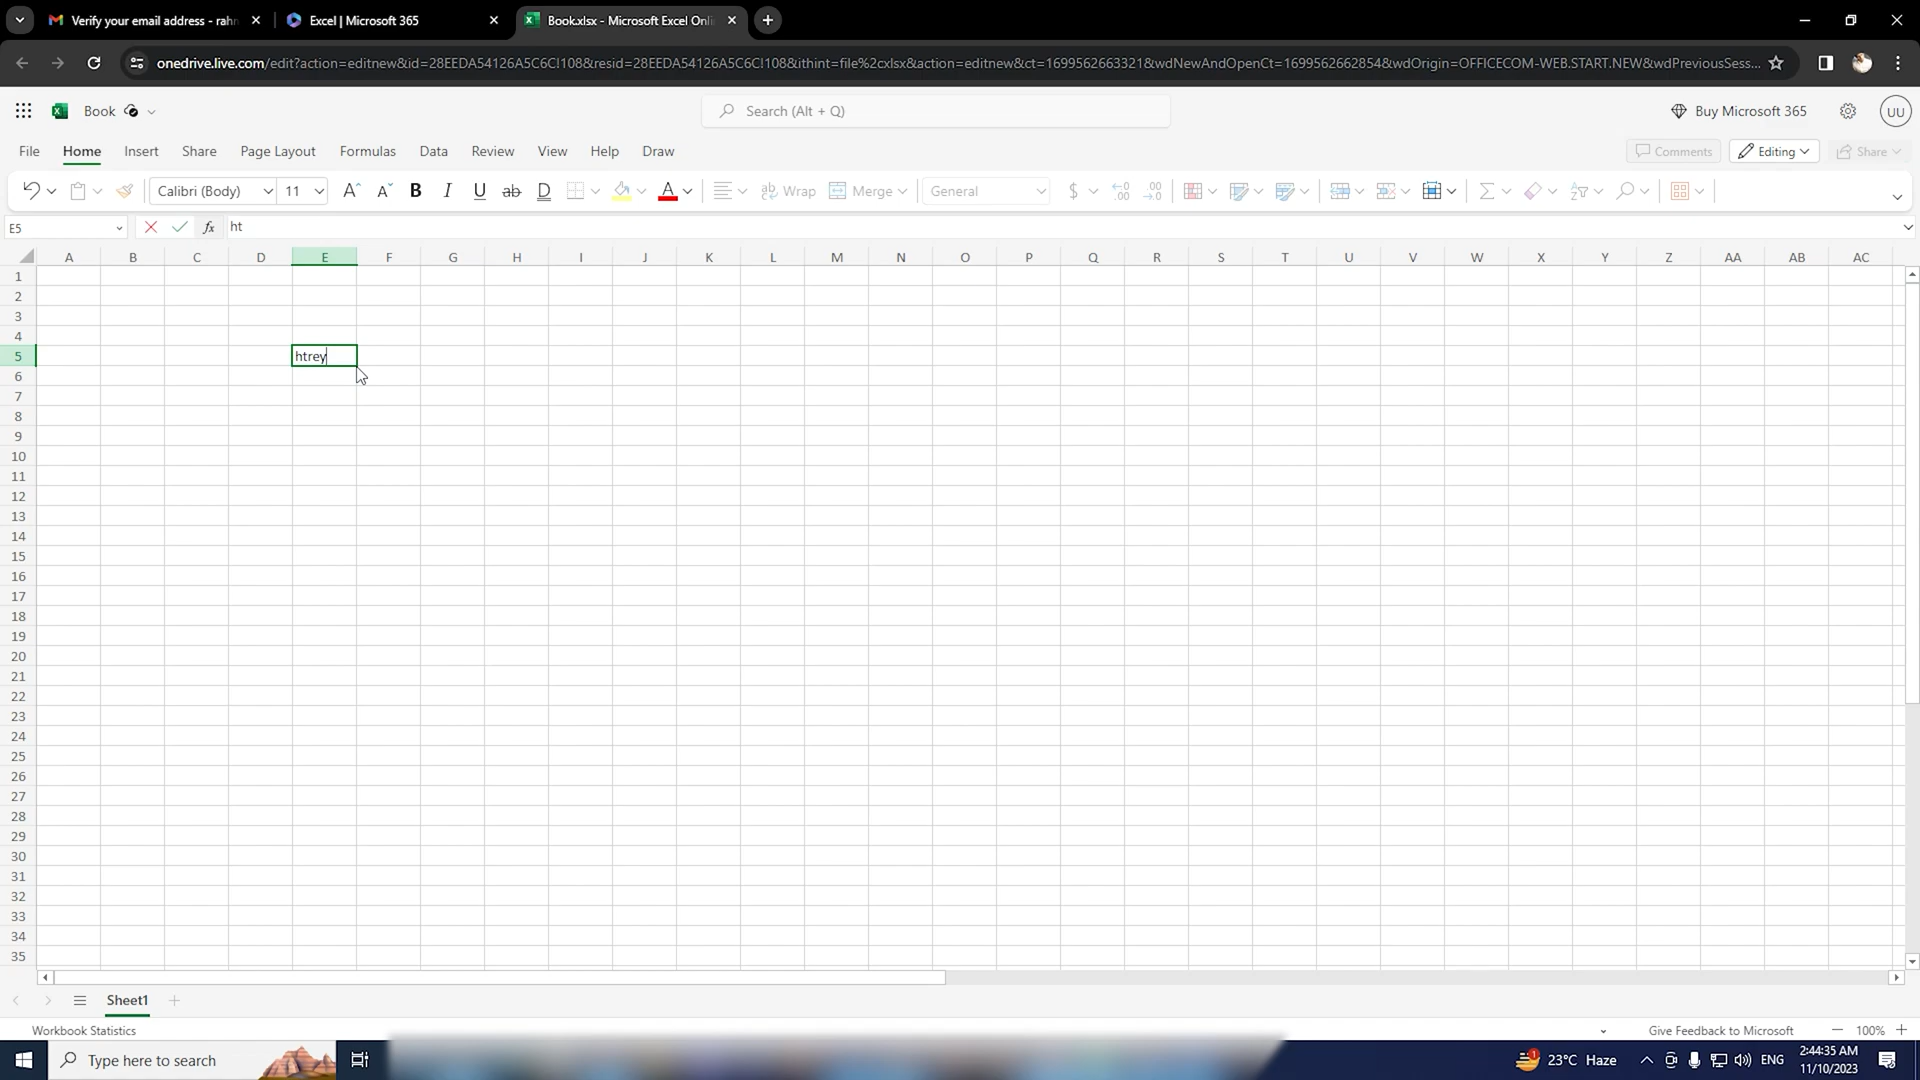 Verify your email address - rahr
Excel | Microsoft 365
Book.xlsx - Microsoft Excel Onli
onedrive.live.com/edit?action=editnew&id=28EEDA54126A5C6C!108&resid=28EEDA54126A5C6C!108&ithint=file%2cxlsx&action=editnew&ct=1699562663321&wdNewAndOpenCt=1699562662854&wdOrigin=OFFICECOM-WEB.START.NEW&wdPreviousSess...
Book
Search (Alt + Q)
Buy Microsoft 365
UU
File Home Insert Share Page Layout Formulas Data Review View Help Draw
Comments Editing Share
Calibri (Body) 11 A A B I U ab D A ab Wrap Merge General $ .00
E5 fx ht
A B C D E F G H I J K L M N O P Q R S T U V W X Y Z AA AB AC
1
2
3
4
5 htrey
6
7
8
9
10
11
12
13
14
15
16
17
18
19
20
21
22
23
24
25
26
27
28
29
30
31
32
33
34
35
Sheet1
Workbook Statistics
Give Feedback to Microsoft 100%
Type here to search
1 23°C Haze
ENG
2:44:35 AM
11/10/2023